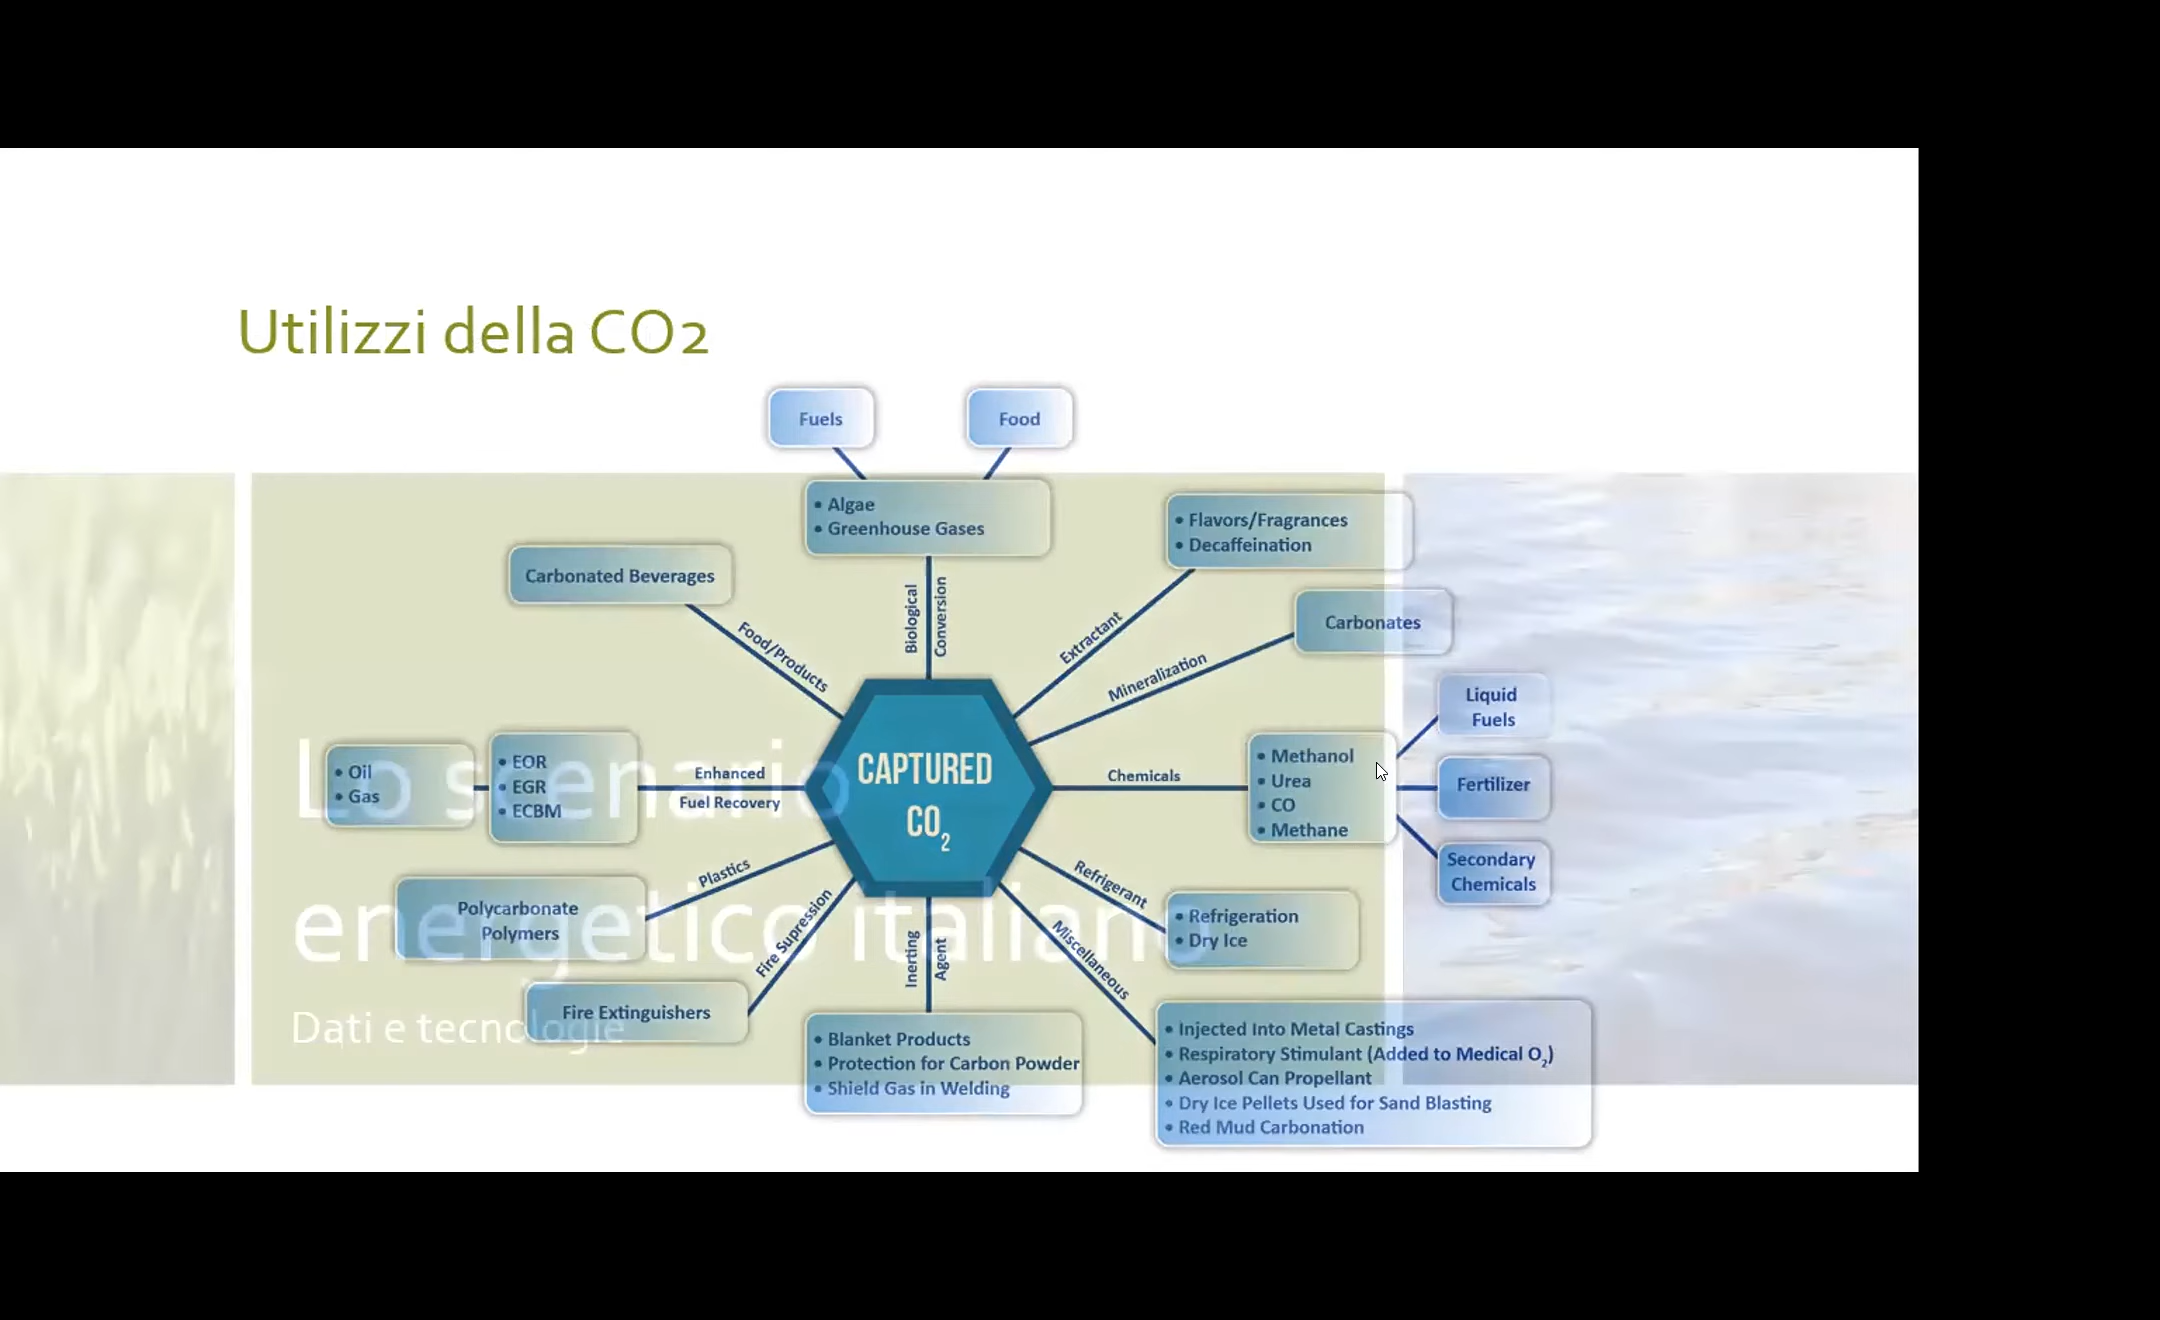 Utilizzi della CO2
Fuels
Food
• Algae
• Greenhouse Gases
• Flavors/Fragrances
• Decaffeination
Carbonated Beverages
Carbonates
Biological
Conversion
Food/Products
Extractant
Mineralization
Liquid
Fuels
• Oil
• Gas
• EOR
• EGR
• ECBM
Enhanced
Fuel Recovery
CAPTURED
CO2
Chemicals
• Methanol
• Urea
• CO
• Methane
Fertilizer
Secondary
Chemicals
Lo scenario
energetico italiano
Dati e tecnologie
Plastics
Polycarbonate
Polymers
Fire Supression
Fire Extinguishers
Inerting
Agent
Refrigerant
• Refrigeration
• Dry Ice
Miscellaneous
• Blanket Products
• Protection for Carbon Powder
• Shield Gas in Welding
• Injected Into Metal Castings
• Respiratory Stimulant (Added to Medical O2)
• Aerosol Can Propellant
• Dry Ice Pellets Used for Sand Blasting
• Red Mud Carbonation